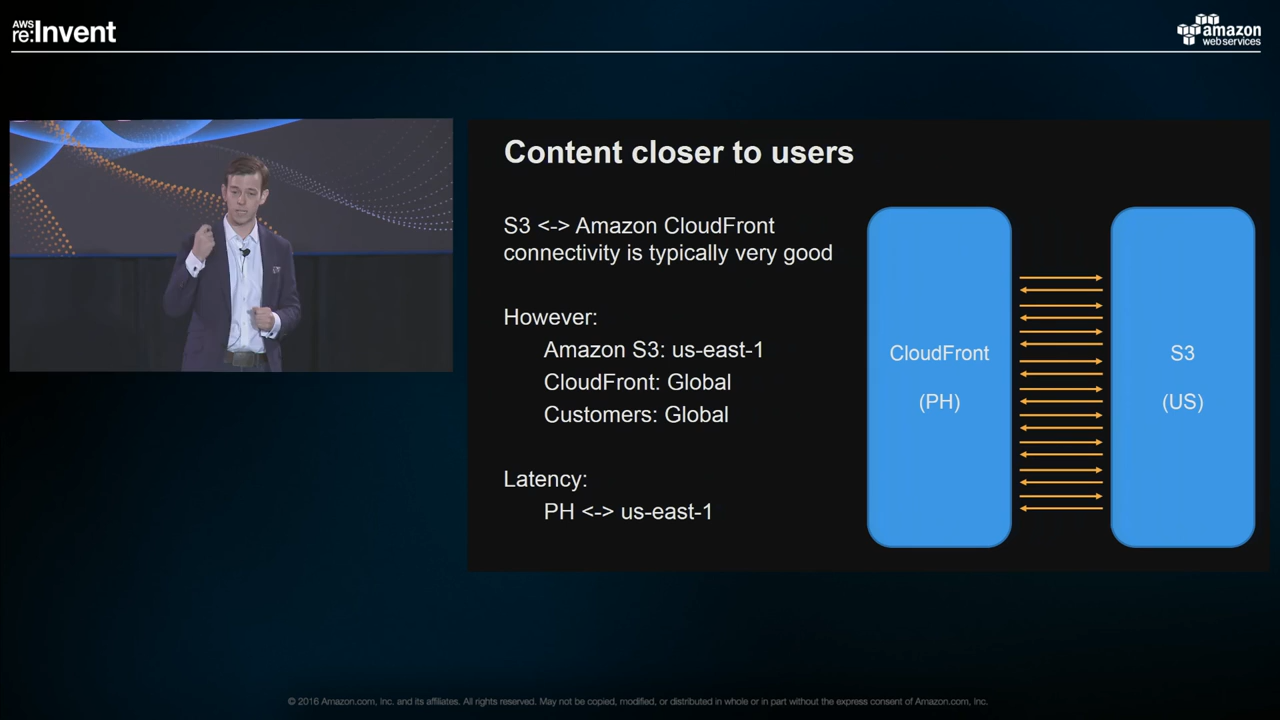 AWS
re:Invent
amazon
webservices
Content closer to users
S3 <-> Amazon CloudFront
connectivity is typically very good
However:
Amazon S3: us-east-1
CloudFront: Global
Customers: Global
Latency:
PH <-> us-east-1
CloudFront
(PH)
S3
(US)
© 2016 Amazon.com, Inc. and its affiliates. All rights reserved. May not be copied, modified, or distributed in whole or in part without the express consent of Amazon.com, Inc.